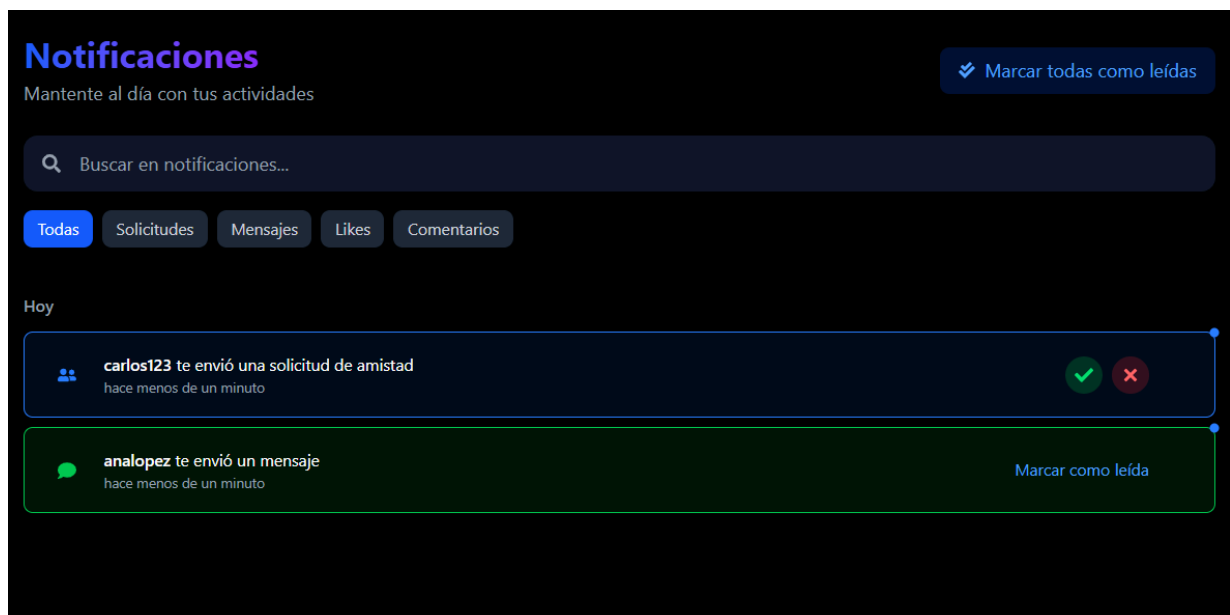 Notificaciones
Mantente al día con tus actividades
Marcar todas como leídas
Buscar en notificaciones...
Todas
Solicitudes
Mensajes
Likes
Comentarios
Hoy
carlos123 te envió una solicitud de amistad
hace menos de un minuto
analopez te envió un mensaje
hace menos de un minuto
Marcar como leída